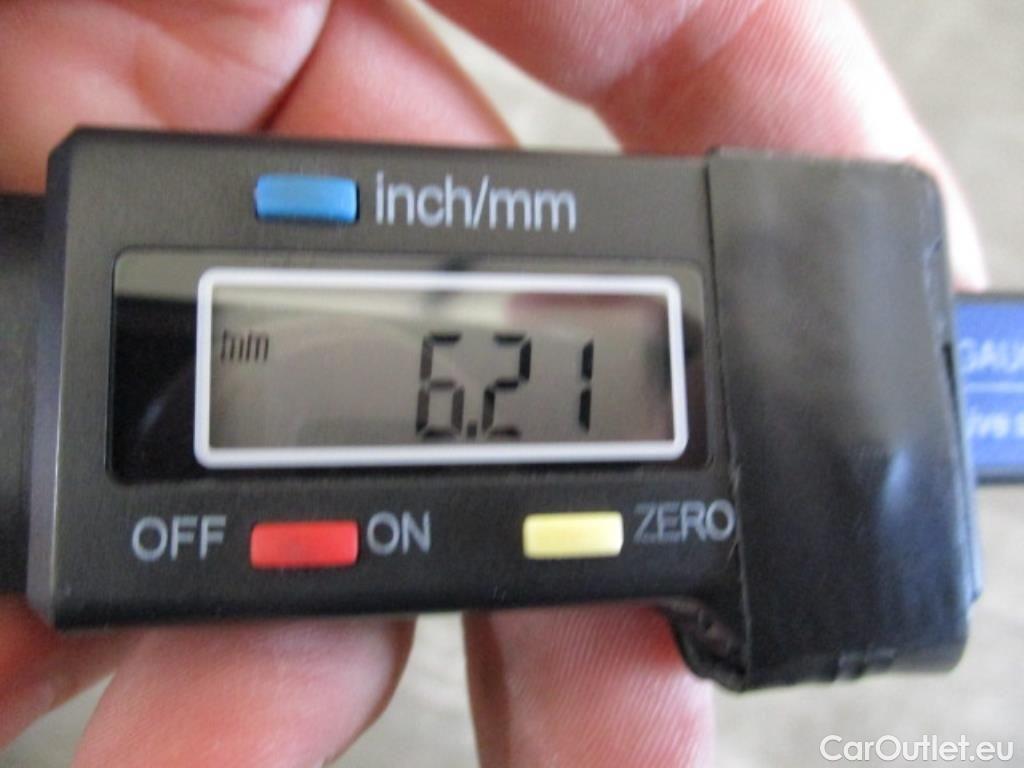 inch/mm
mm
6.21
OFF ON ZERO
CarOutlet.eu